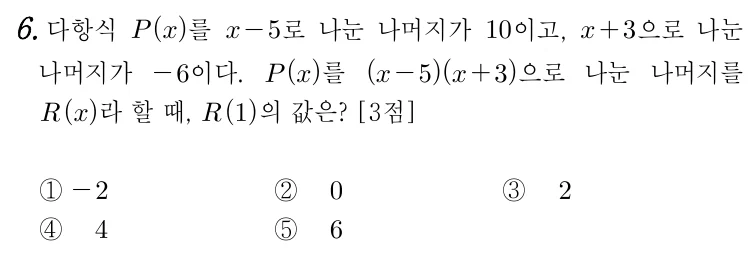 6. 다항식 P(x)를 x-5로 나눈 나머지가 10이고, x+3으로 나눈
나머지가 -6이다. P(x)를 (x-5)(x+3)으로 나눈 나머지를
R(x)라 할 때, R(1)의 값은? [3점]
① -2 ② 0 ③ 2
④ 4 ⑤ 6